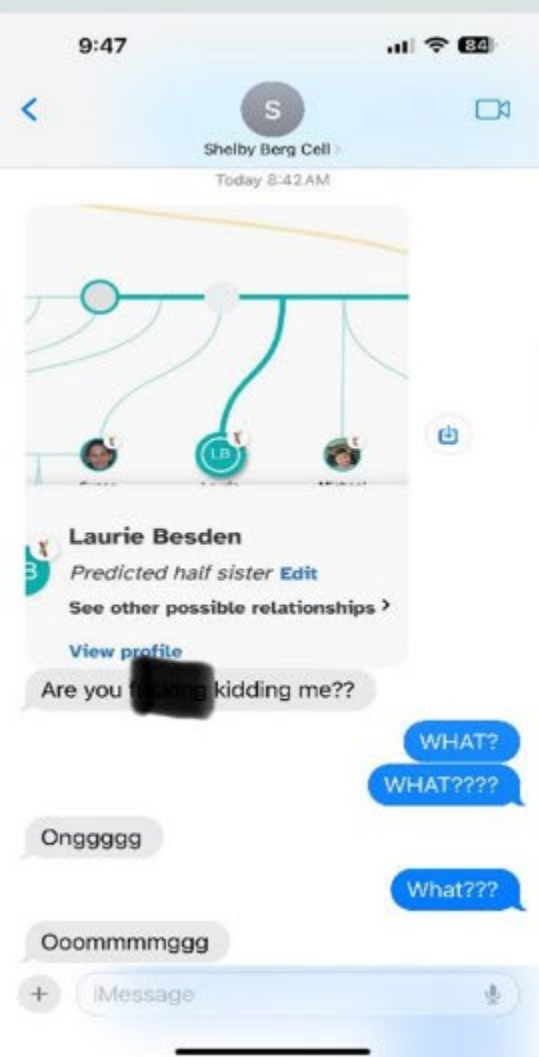 9:47
84
S
Shelby Berg Cell >
Today 8:42 AM
LB
Laurie Besden
Predicted half sister Edit
See other possible relationships >
View profile
Are you kidding me??
WHAT?
WHAT????
Onggggg
What???
Ooommmmggg
iMessage